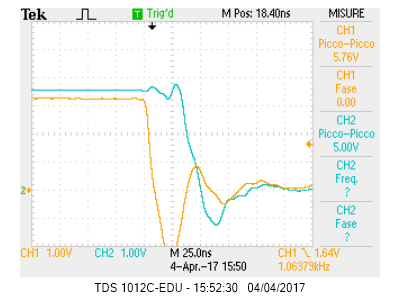 Tek T Trig'd M Pos: 18.40ns MISURE
CH1
Picco-Picco
5.76V
CH1
Fase
0.00
CH2
Picco-Picco
5.00V
CH2
Freq.
?
CH2
Fase
?
2
CH1 1.00V CH2 1.00V M 25.0ns CH1 1.64V
4-Apr.-17 15:50 1.06379kHz
TDS 1012C-EDU - 15:52:30 04/04/2017